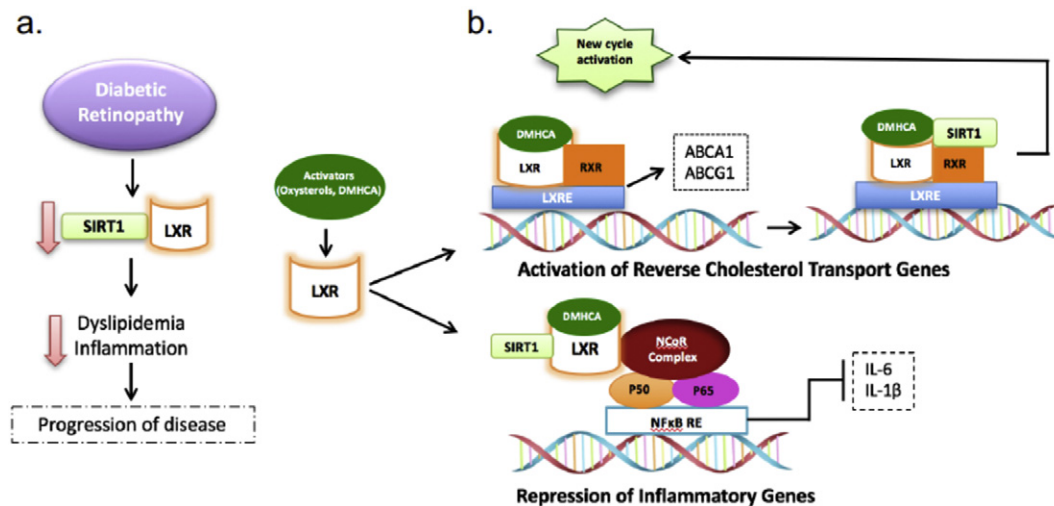 a.
Diabetic
Retinopathy
SIRT1
LXR
Dyslipidemia
Inflammation
Progression of disease
Activators
(Oxysterols, DMHCA)
LXR
b.
New cycle
activation
DMHCA
LXR
RXR
LXRE
ABCA1
ABCG1
DMHCA
SIRT1
LXR
RXR
LXRE
Activation of Reverse Cholesterol Transport Genes
DMHCA
SIRT1
LXR
NCoR
Complex
P50
P65
NFκB RE
IL-6
IL-1β
Repression of Inflammatory Genes